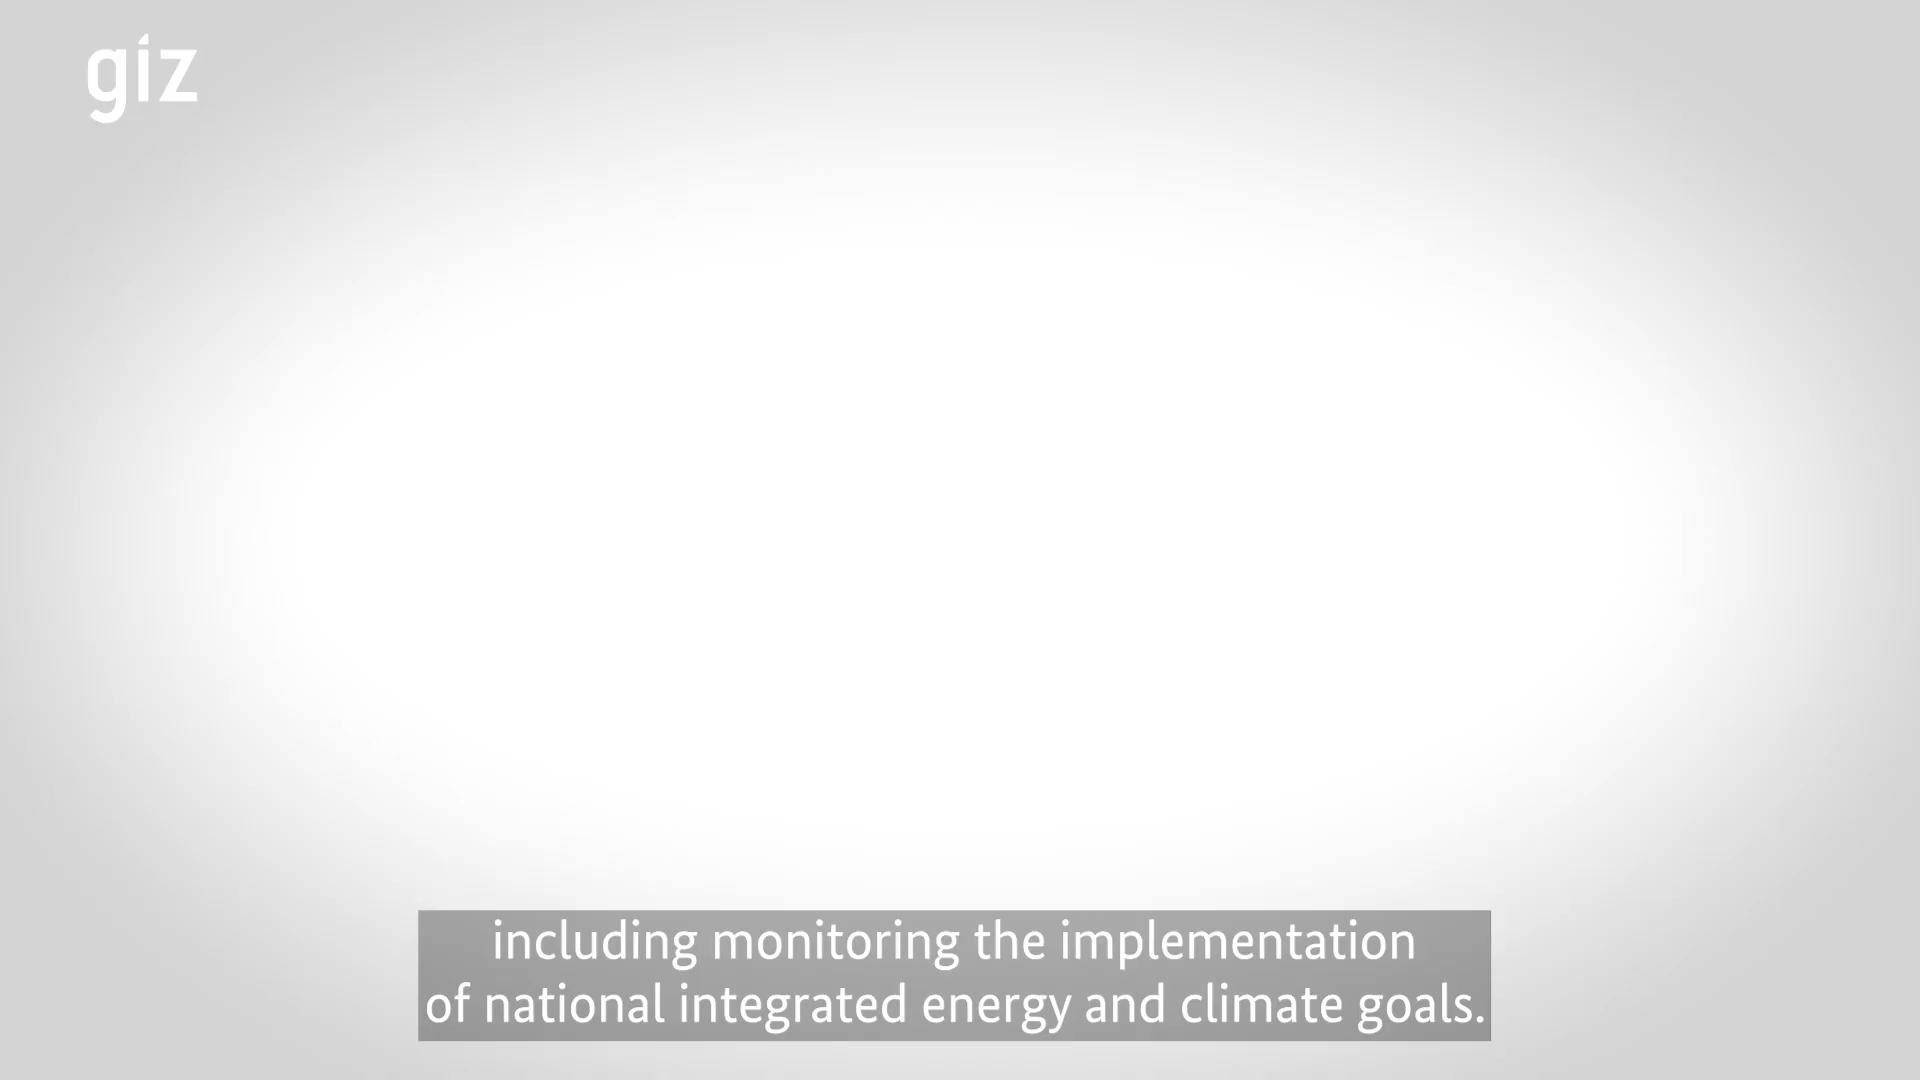 giz
including monitoring the implementation
of national integrated energy and climate goals.